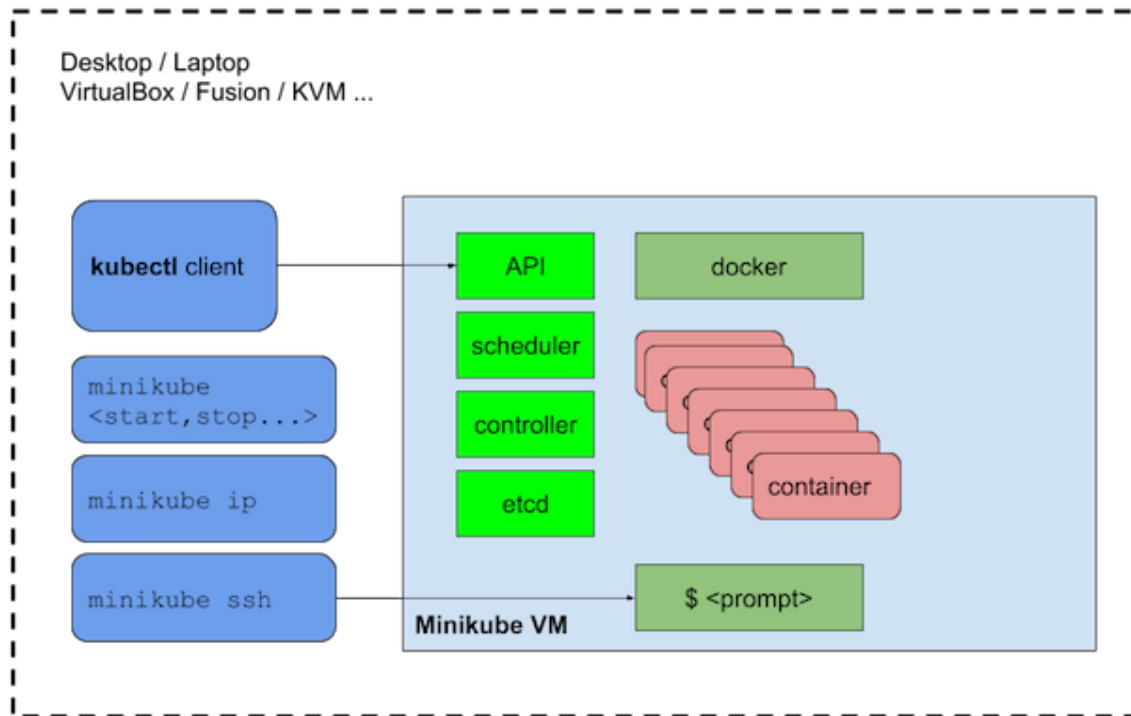 Desktop / Laptop
VirtualBox / Fusion / KVM ...
kubectl client
API
docker
scheduler
minikube
<start,stop...>
controller
container
minikube ip
etcd
minikube ssh
$ <prompt>
Minikube VM